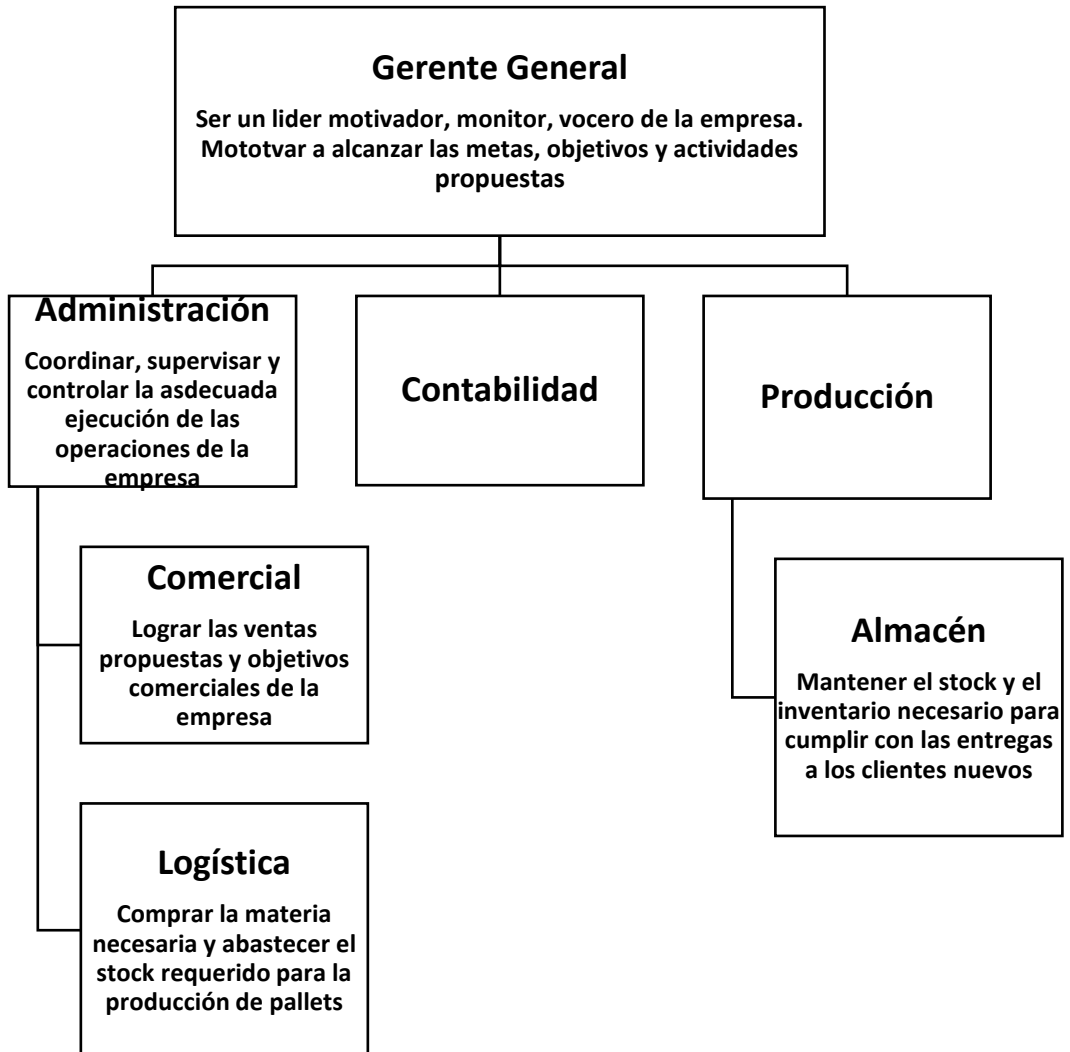 Gerente General
Ser un lider motivador, monitor, vocero de la empresa.
Mototvar a alcanzar las metas, objetivos y actividades
propuestas
Administración
Coordinar, supervisar y
controlar la asdecuada
ejecución de las
operaciones de la
empresa
Contabilidad
Producción
Comercial
Lograr las ventas
propuestas y objetivos
comerciales de la
empresa
Almacén
Mantener el stock y el
inventario necesario para
cumplir con las entregas
a los clientes nuevos
Logística
Comprar la materia
necesaria y abastecer el
stock requerido para la
producción de pallets